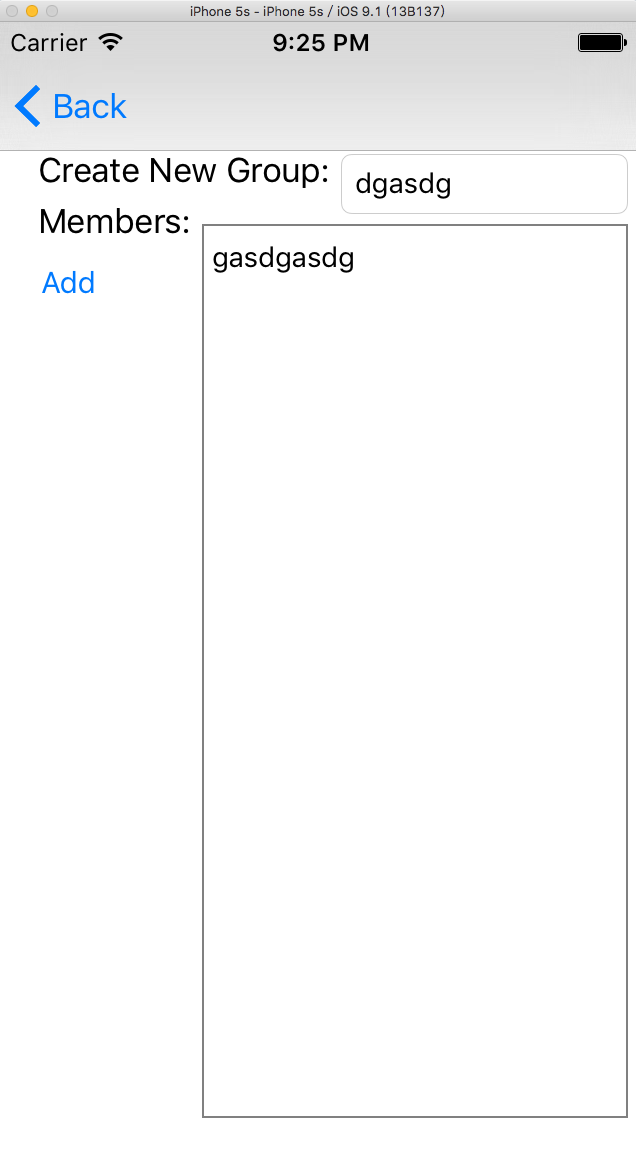 iPhone 5s - iPhone 5s / iOS 9.1 (13B137)
Carrier 9:25 PM
Back
Create New Group: dgasdg
Members:
gasdgasdg
Add